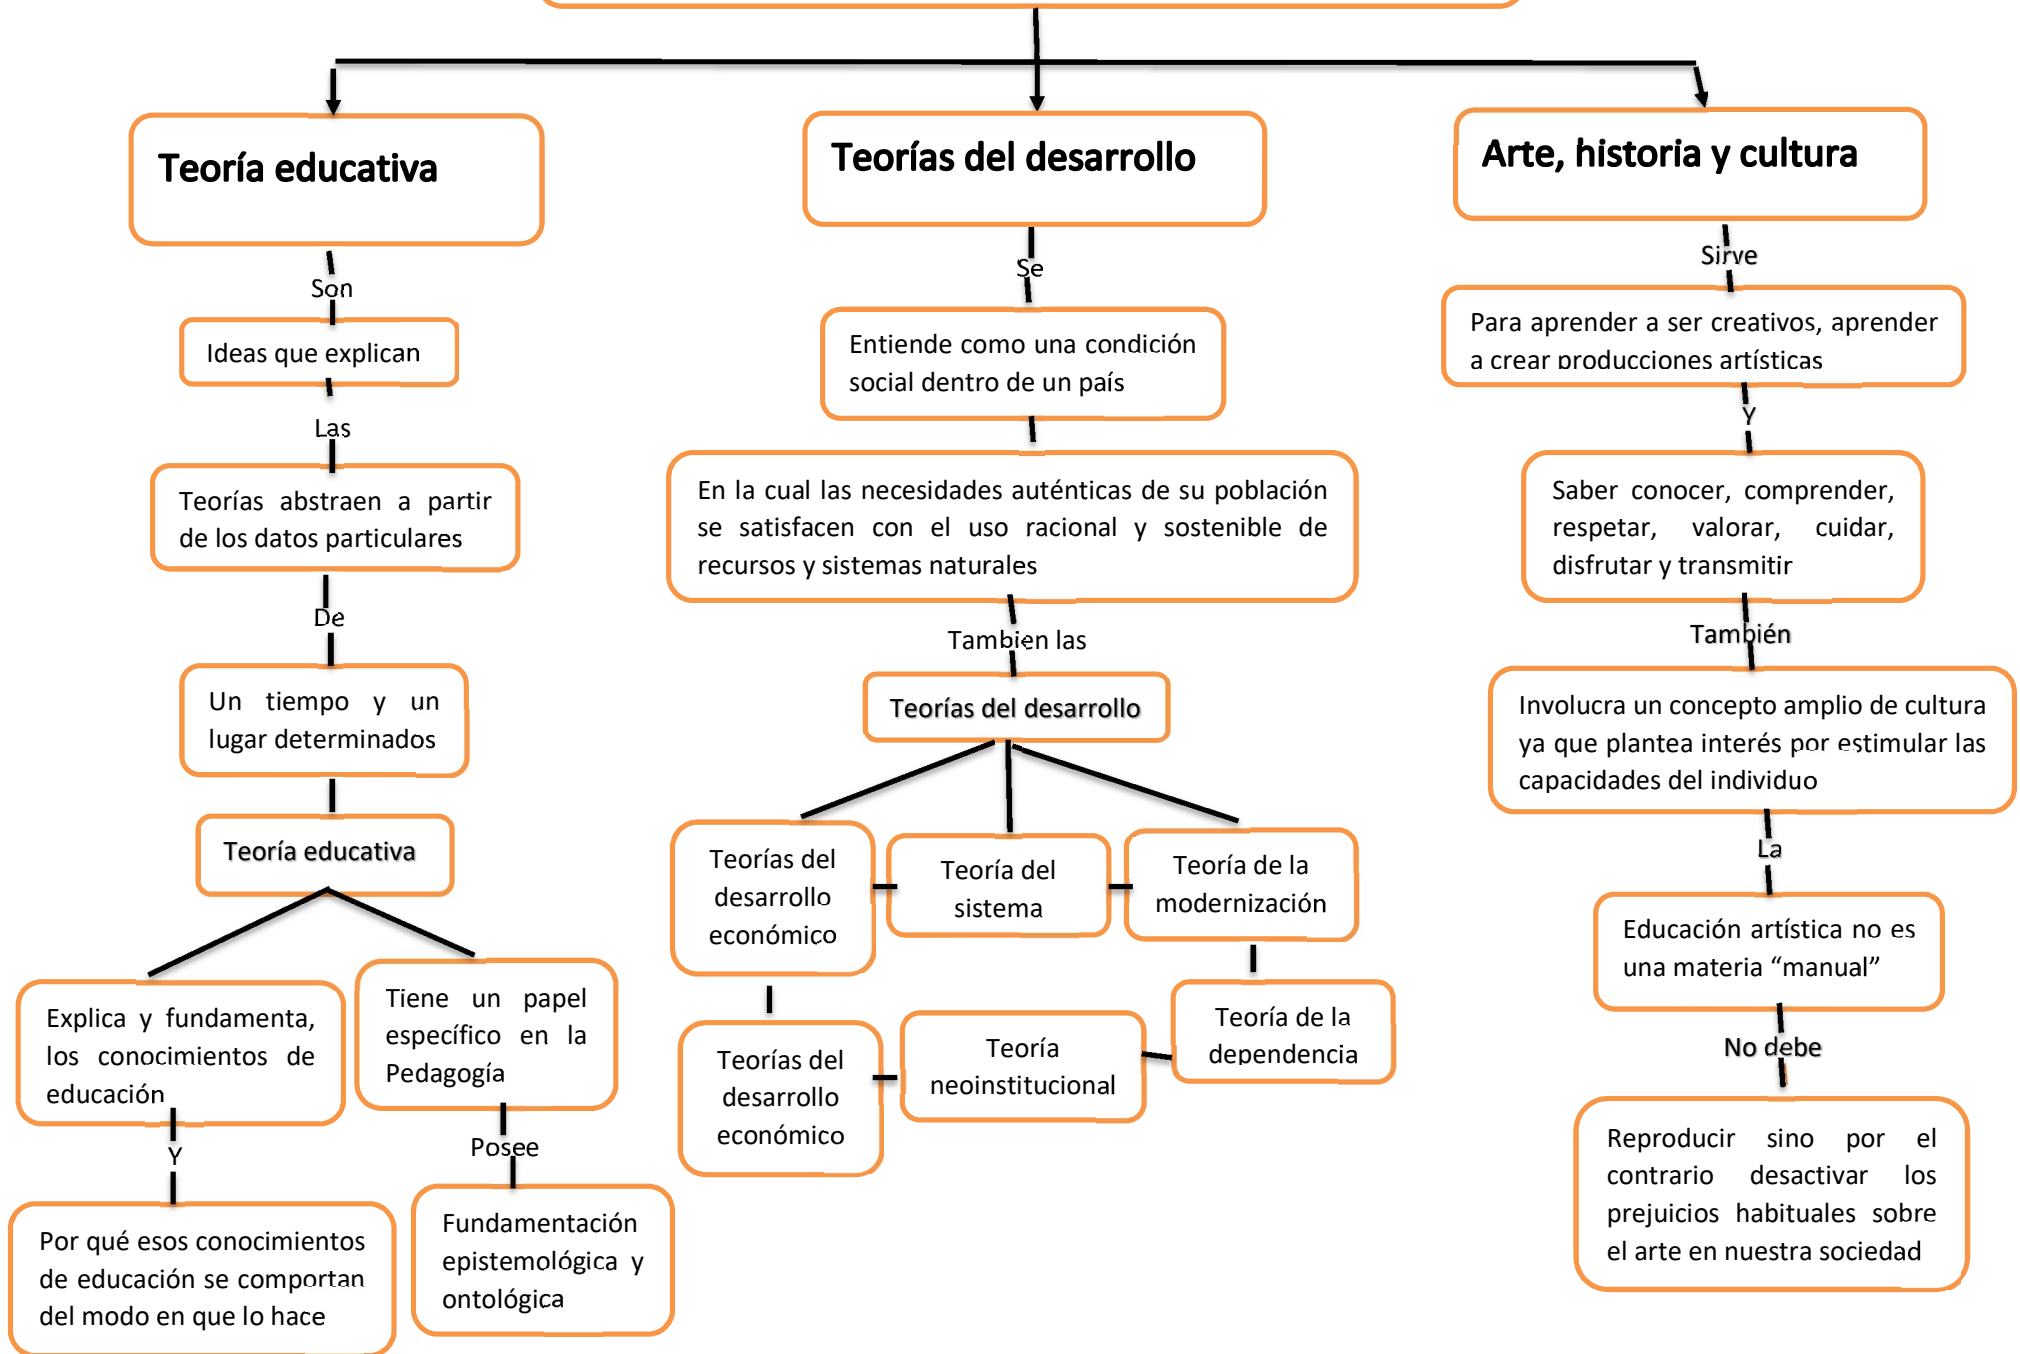 Teoría educativa
Son
Ideas que explican
Las
Teorías abstraen a partir
de los datos particulares
De
Un tiempo y un
lugar determinados
Teoría educativa
Explica y fundamenta,
los conocimientos de
educación
Y
Por qué esos conocimientos
de educación se comportan
del modo en que lo hace
Tiene un papel
específico en la
Pedagogía
Posee
Fundamentación
epistemológica y
ontológica
Teorías del desarrollo
Se
Entiende como una condición
social dentro de un país
En la cual las necesidades auténticas de su población
se satisfacen con el uso racional y sostenible de
recursos y sistemas naturales
Tambien las
Teorías del desarrollo
Teorías del
desarrollo
económico
Teoría del
sistema
Teoría de la
modernización
Teorías del
desarrollo
económico
Teoría
neoinstitucional
Teoría de la
dependencia
Arte, historia y cultura
Sirve
Para aprender a ser creativos, aprender
a crear producciones artísticas
Y
Saber conocer, comprender,
respetar, valorar, cuidar,
disfrutar y transmitir
También
Involucra un concepto amplio de cultura
ya que plantea interés por estimular las
capacidades del individuo
La
Educación artística no es
una materia “manual”
No debe
Reproducir sino por el
contrario desactivar los
prejuicios habituales sobre
el arte en nuestra sociedad